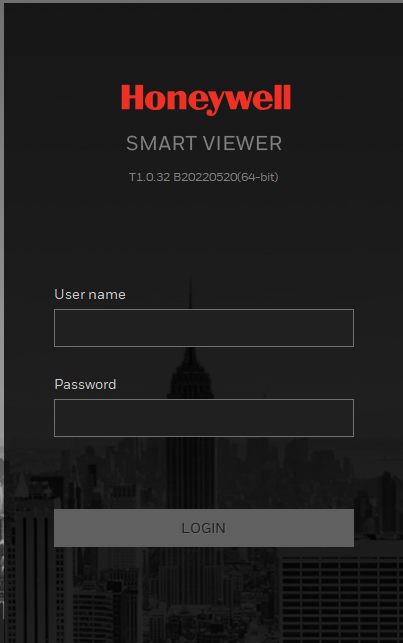 Honeywell
SMART VIEWER
T1.0.32 B20220520(64-bit)
User name
Password
LOGIN